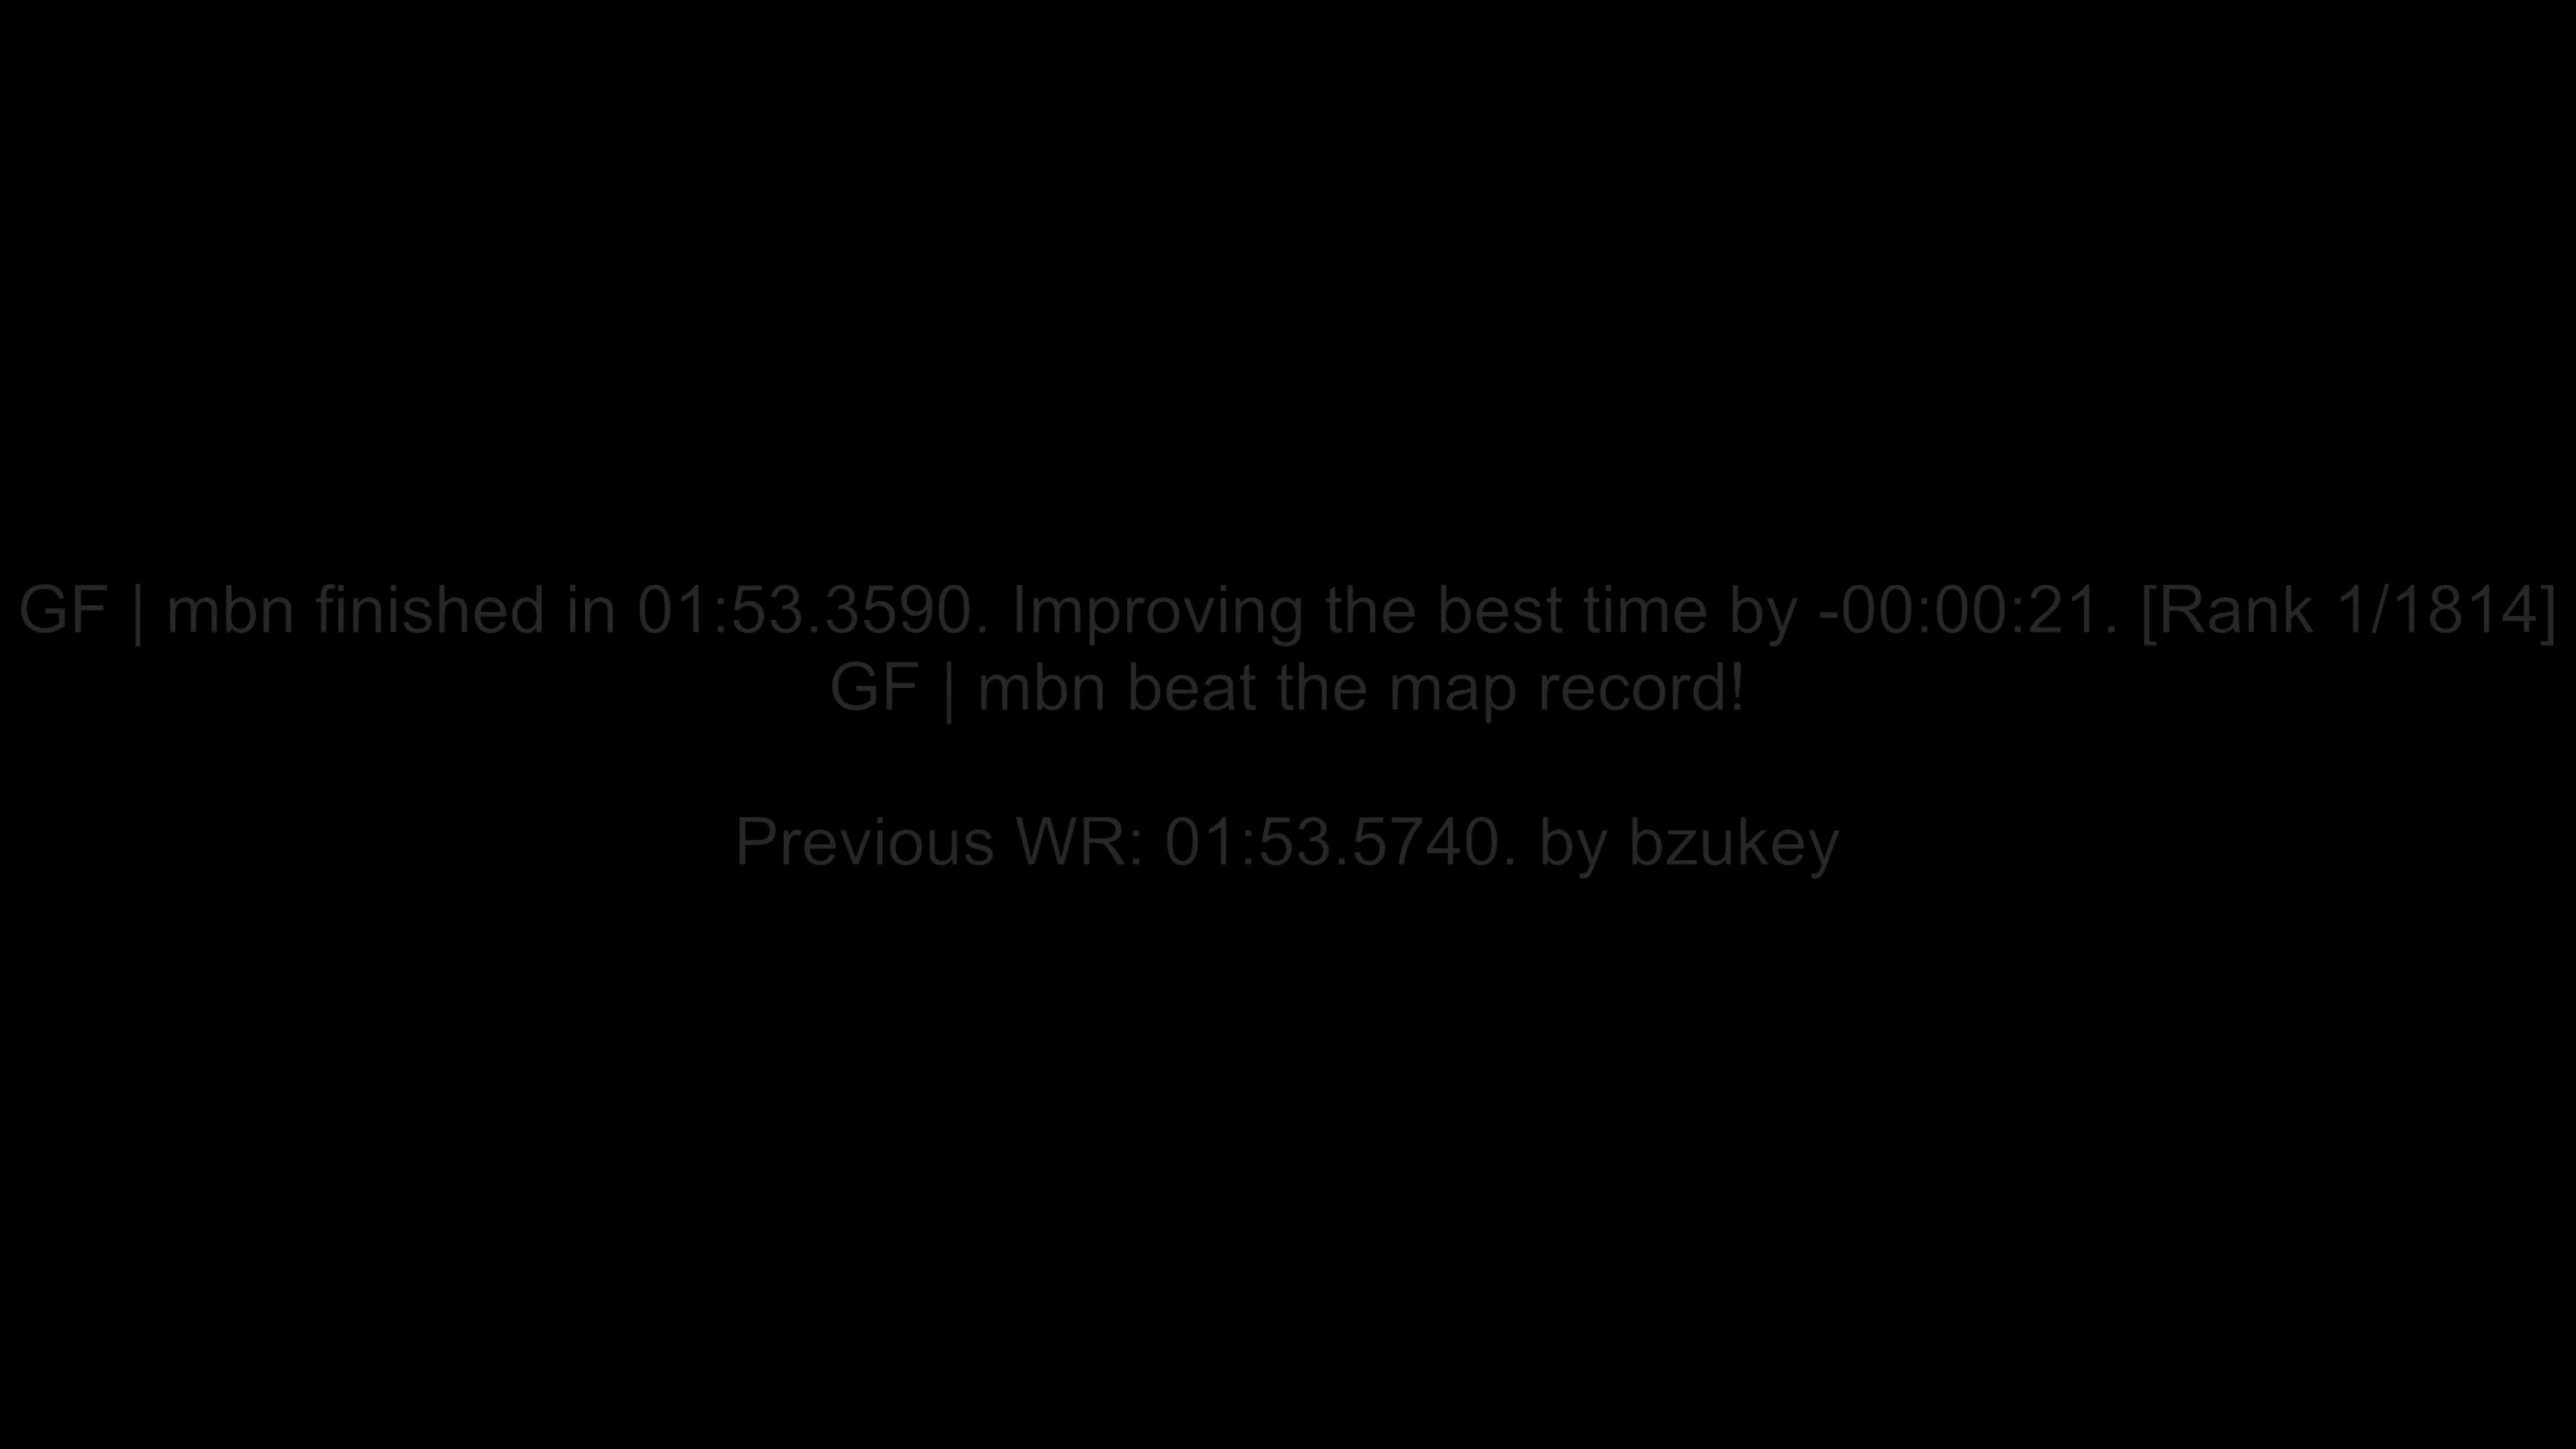 GF | mbn finished in 01:53.3590. Improving the best time by -00:00:21. [Rank 1/1814]
GF | mbn beat the map record!
Previous WR: 01:53.5740. by bzukey